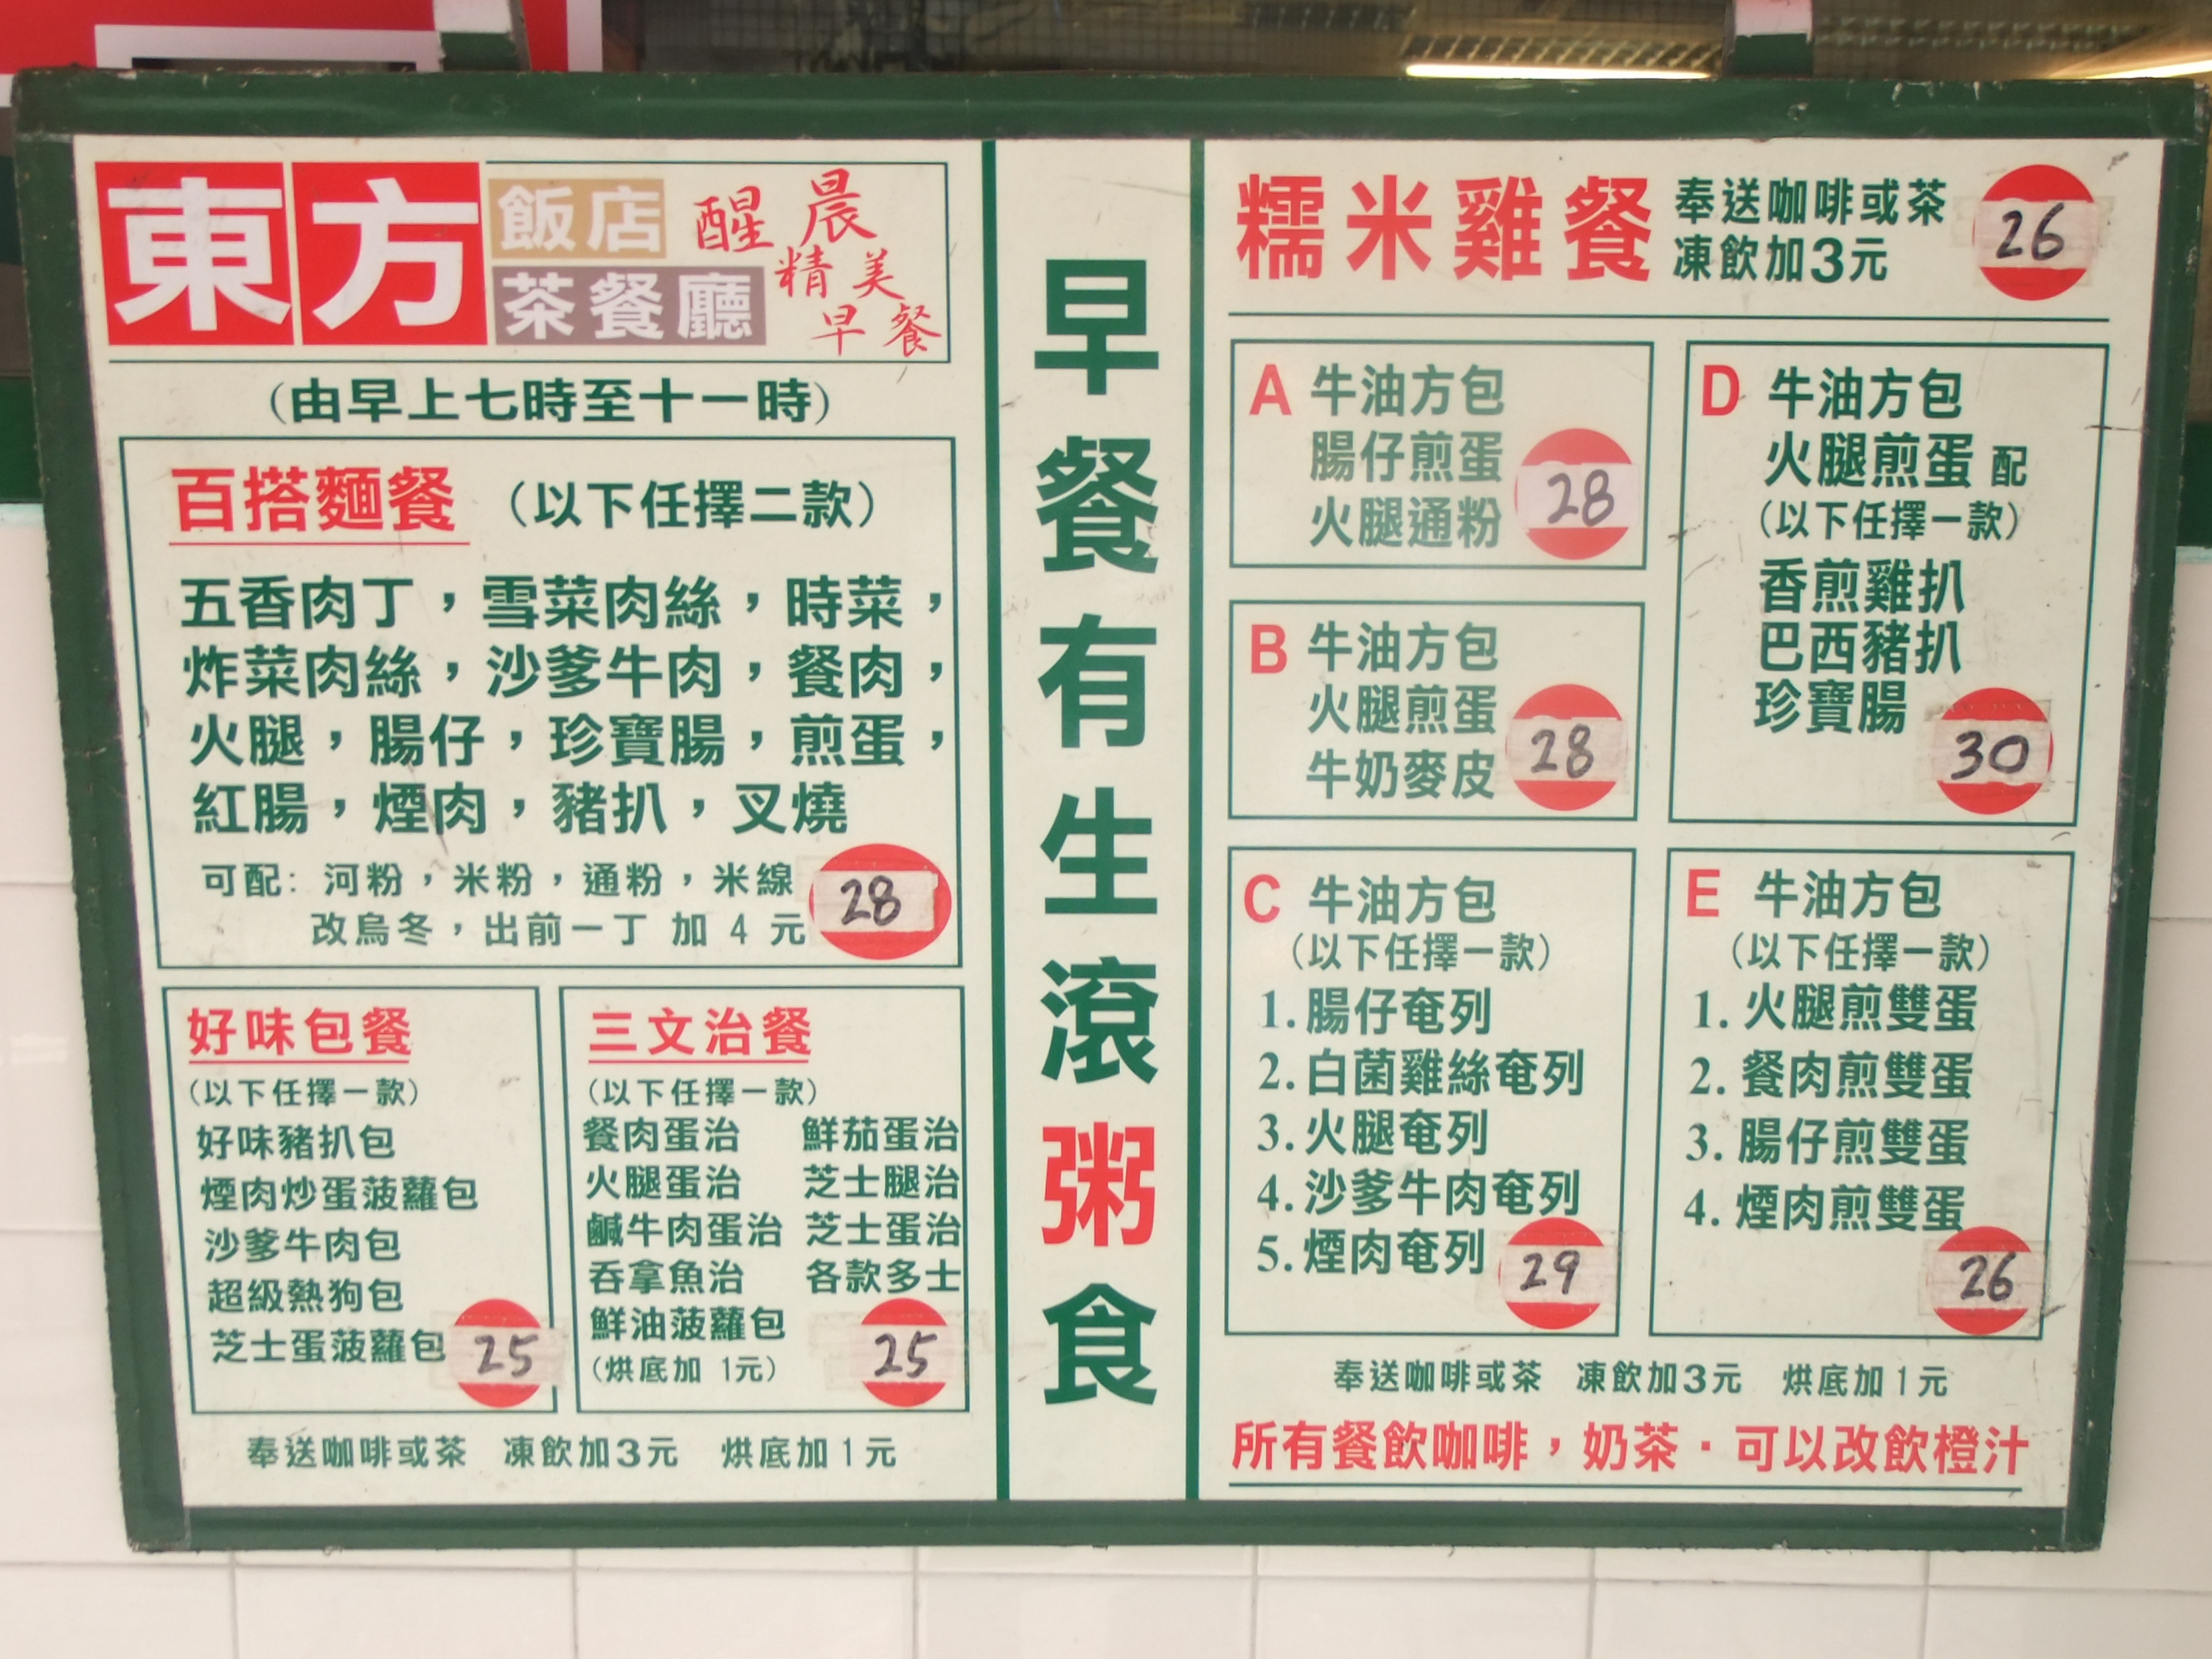 東方
飯店
茶餐廳
醒晨
精美
早餐
(由早上七時至十一時)
百搭麵餐 (以下任擇二款)
五香肉丁，雪菜肉絲，時菜，
炸菜肉絲，沙爹牛肉，餐肉，
火腿，腸仔，珍寶腸，煎蛋，
紅腸，煙肉，豬扒，叉燒
可配: 河粉，米粉，通粉，米線
改烏冬，出前一丁 加 4 元
28
好味包餐
(以下任擇一款)
好味豬扒包
煙肉炒蛋菠蘿包
沙爹牛肉包
超級熱狗包
芝士蛋菠蘿包
25
三文治餐
(以下任擇一款)
餐肉蛋治 鮮茄蛋治
火腿蛋治 芝士腿治
鹹牛肉蛋治 芝士蛋治
吞拿魚治 各款多士
鮮油菠蘿包
(烘底加 1元)
25
奉送咖啡或茶 凍飲加3元 烘底加1元
早餐有生滾粥食
糯米雞餐
奉送咖啡或茶
凍飲加3元
26
A 牛油方包
腸仔煎蛋
火腿通粉
28
B 牛油方包
火腿煎蛋
牛奶麥皮
28
C 牛油方包
(以下任擇一款)
1.腸仔奄列
2.白菌雞絲奄列
3.火腿奄列
4.沙爹牛肉奄列
5.煙肉奄列
29
D 牛油方包
火腿煎蛋 配
(以下任擇一款)
香煎雞扒
巴西豬扒
珍寶腸
30
E 牛油方包
(以下任擇一款)
1.火腿煎雙蛋
2.餐肉煎雙蛋
3.腸仔煎雙蛋
4.煙肉煎雙蛋
26
奉送咖啡或茶 凍飲加3元 烘底加1元
所有餐飲咖啡，奶茶·可以改飲橙汁